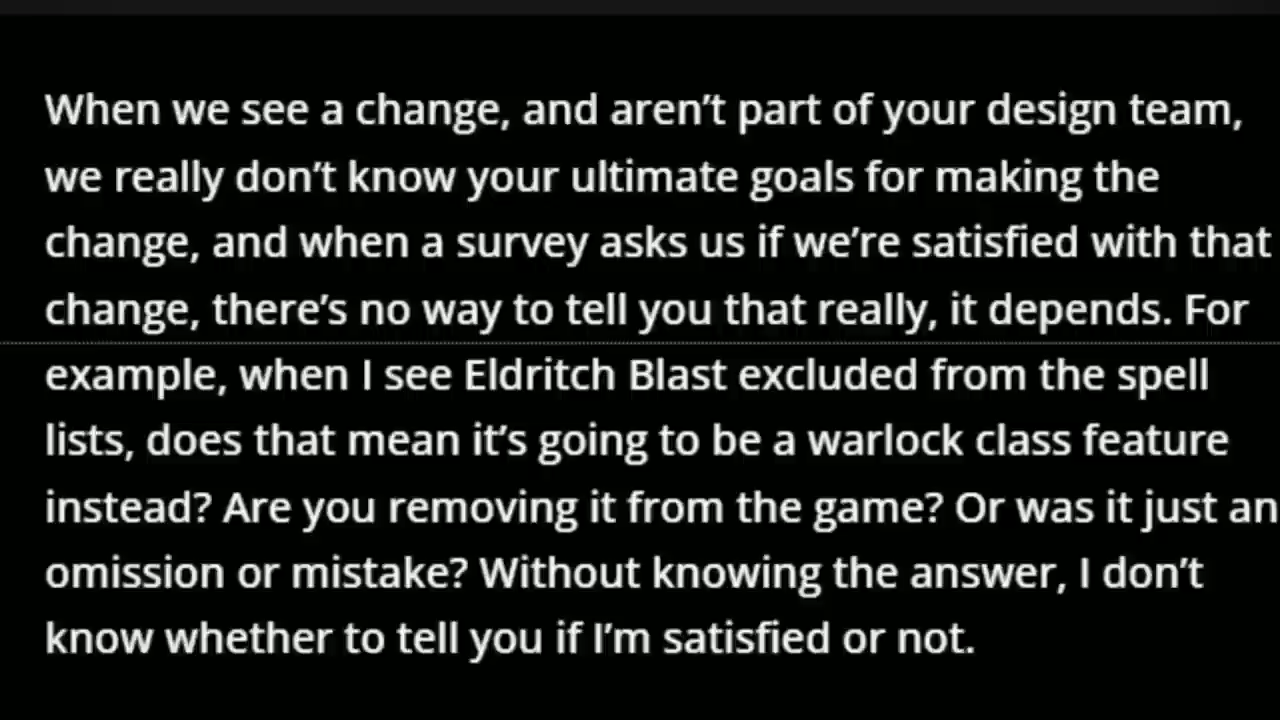 When we see a change, and aren't part of your design team,
we really don't know your ultimate goals for making the
change, and when a survey asks us if we're satisfied with that
change, there's no way to tell you that really, it depends. For
example, when I see Eldritch Blast excluded from the spell
lists, does that mean it's going to be a warlock class feature
instead? Are you removing it from the game? Or was it just an
omission or mistake? Without knowing the answer, I don't
know whether to tell you if I'm satisfied or not.